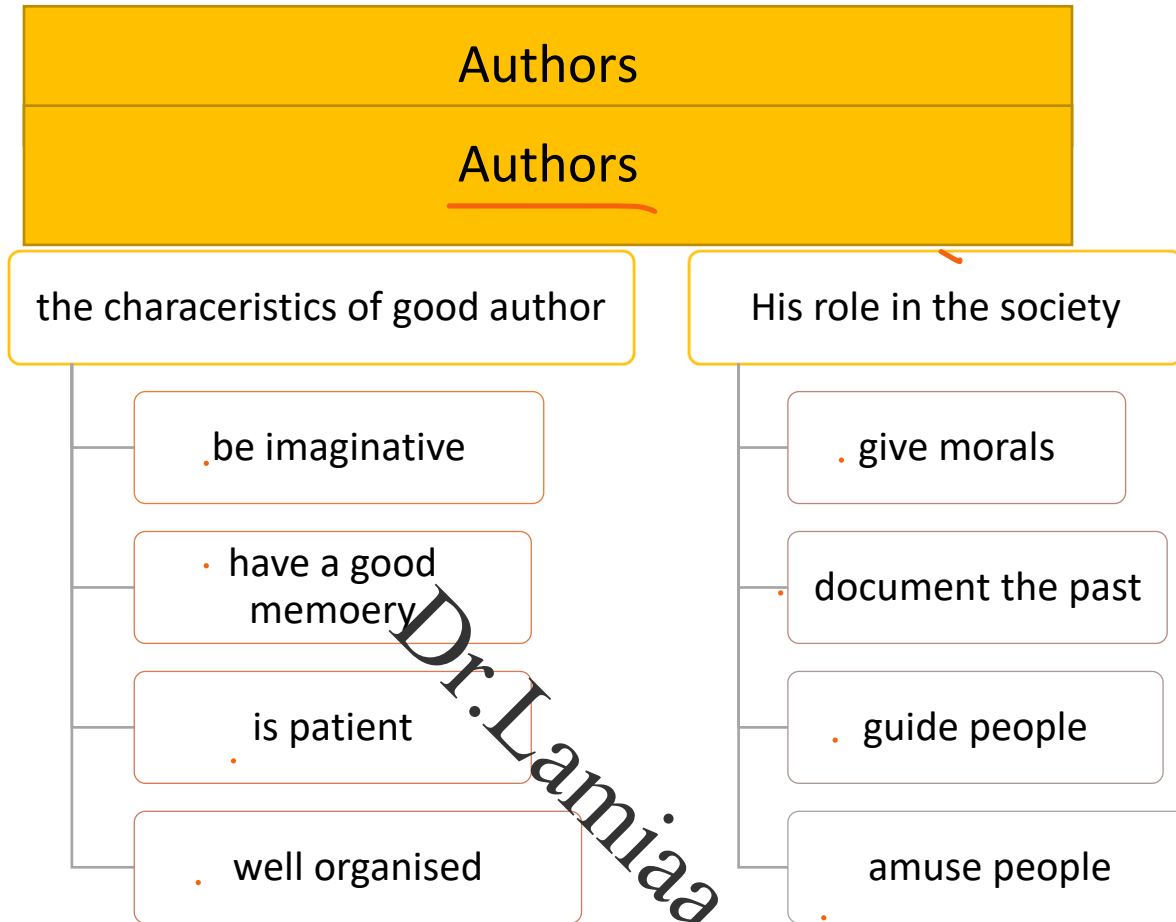 Authors
Authors
the characeristics of good author
be imaginative
have a good
memoery
is patient
well organised
His role in the society
give morals
document the past
guide people
amuse people
Dr.Lamiaa